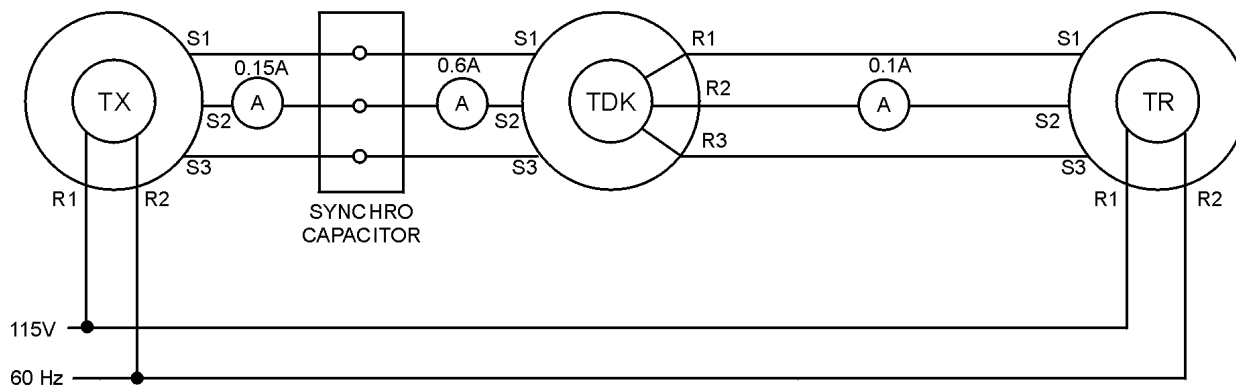 S1
S1
R1
S1
0.15A
0.6A
0.1A
TX
A
A
TDK
R2
A
TR
S2
S2
S2
S3
S3
R3
S3
R1
R2
R1
R2
SYNCHRO
CAPACITOR
115V
60 Hz